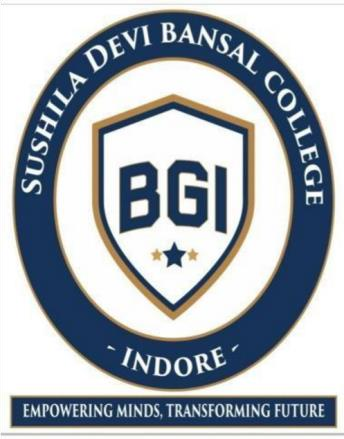 SUSHILA DEVI BANSAL COLLEGE
BGI
- INDORE -
EMPOWERING MINDS, TRANSFORMING FUTURE